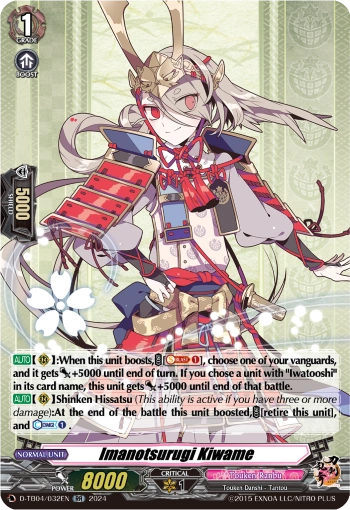 1
GRADE
BOOST
5000
SHIELD
AUTO【 】:When this unit boosts,[SOUL-BLAST 1], choose one of your vanguards,
and it gets +5000 until end of turn. If you chose a unit with "Iwatooshi"
in its card name, this unit gets +5000 until end of that battle.
AUTO【 】Shinken Hissatsu (This ability is active if you have three or more
damage):At the end of the battle this unit boosted,[retire this unit],
and 1 .
NORMAL UNIT
Imanotsurugi Kiwame
POWER 8000
CRITICAL
1
Touken Ranbu
Touken Danshi - Tantou
D-TB04/032EN RR 2024
©2015 EXNOA LLC/NITRO PLUS